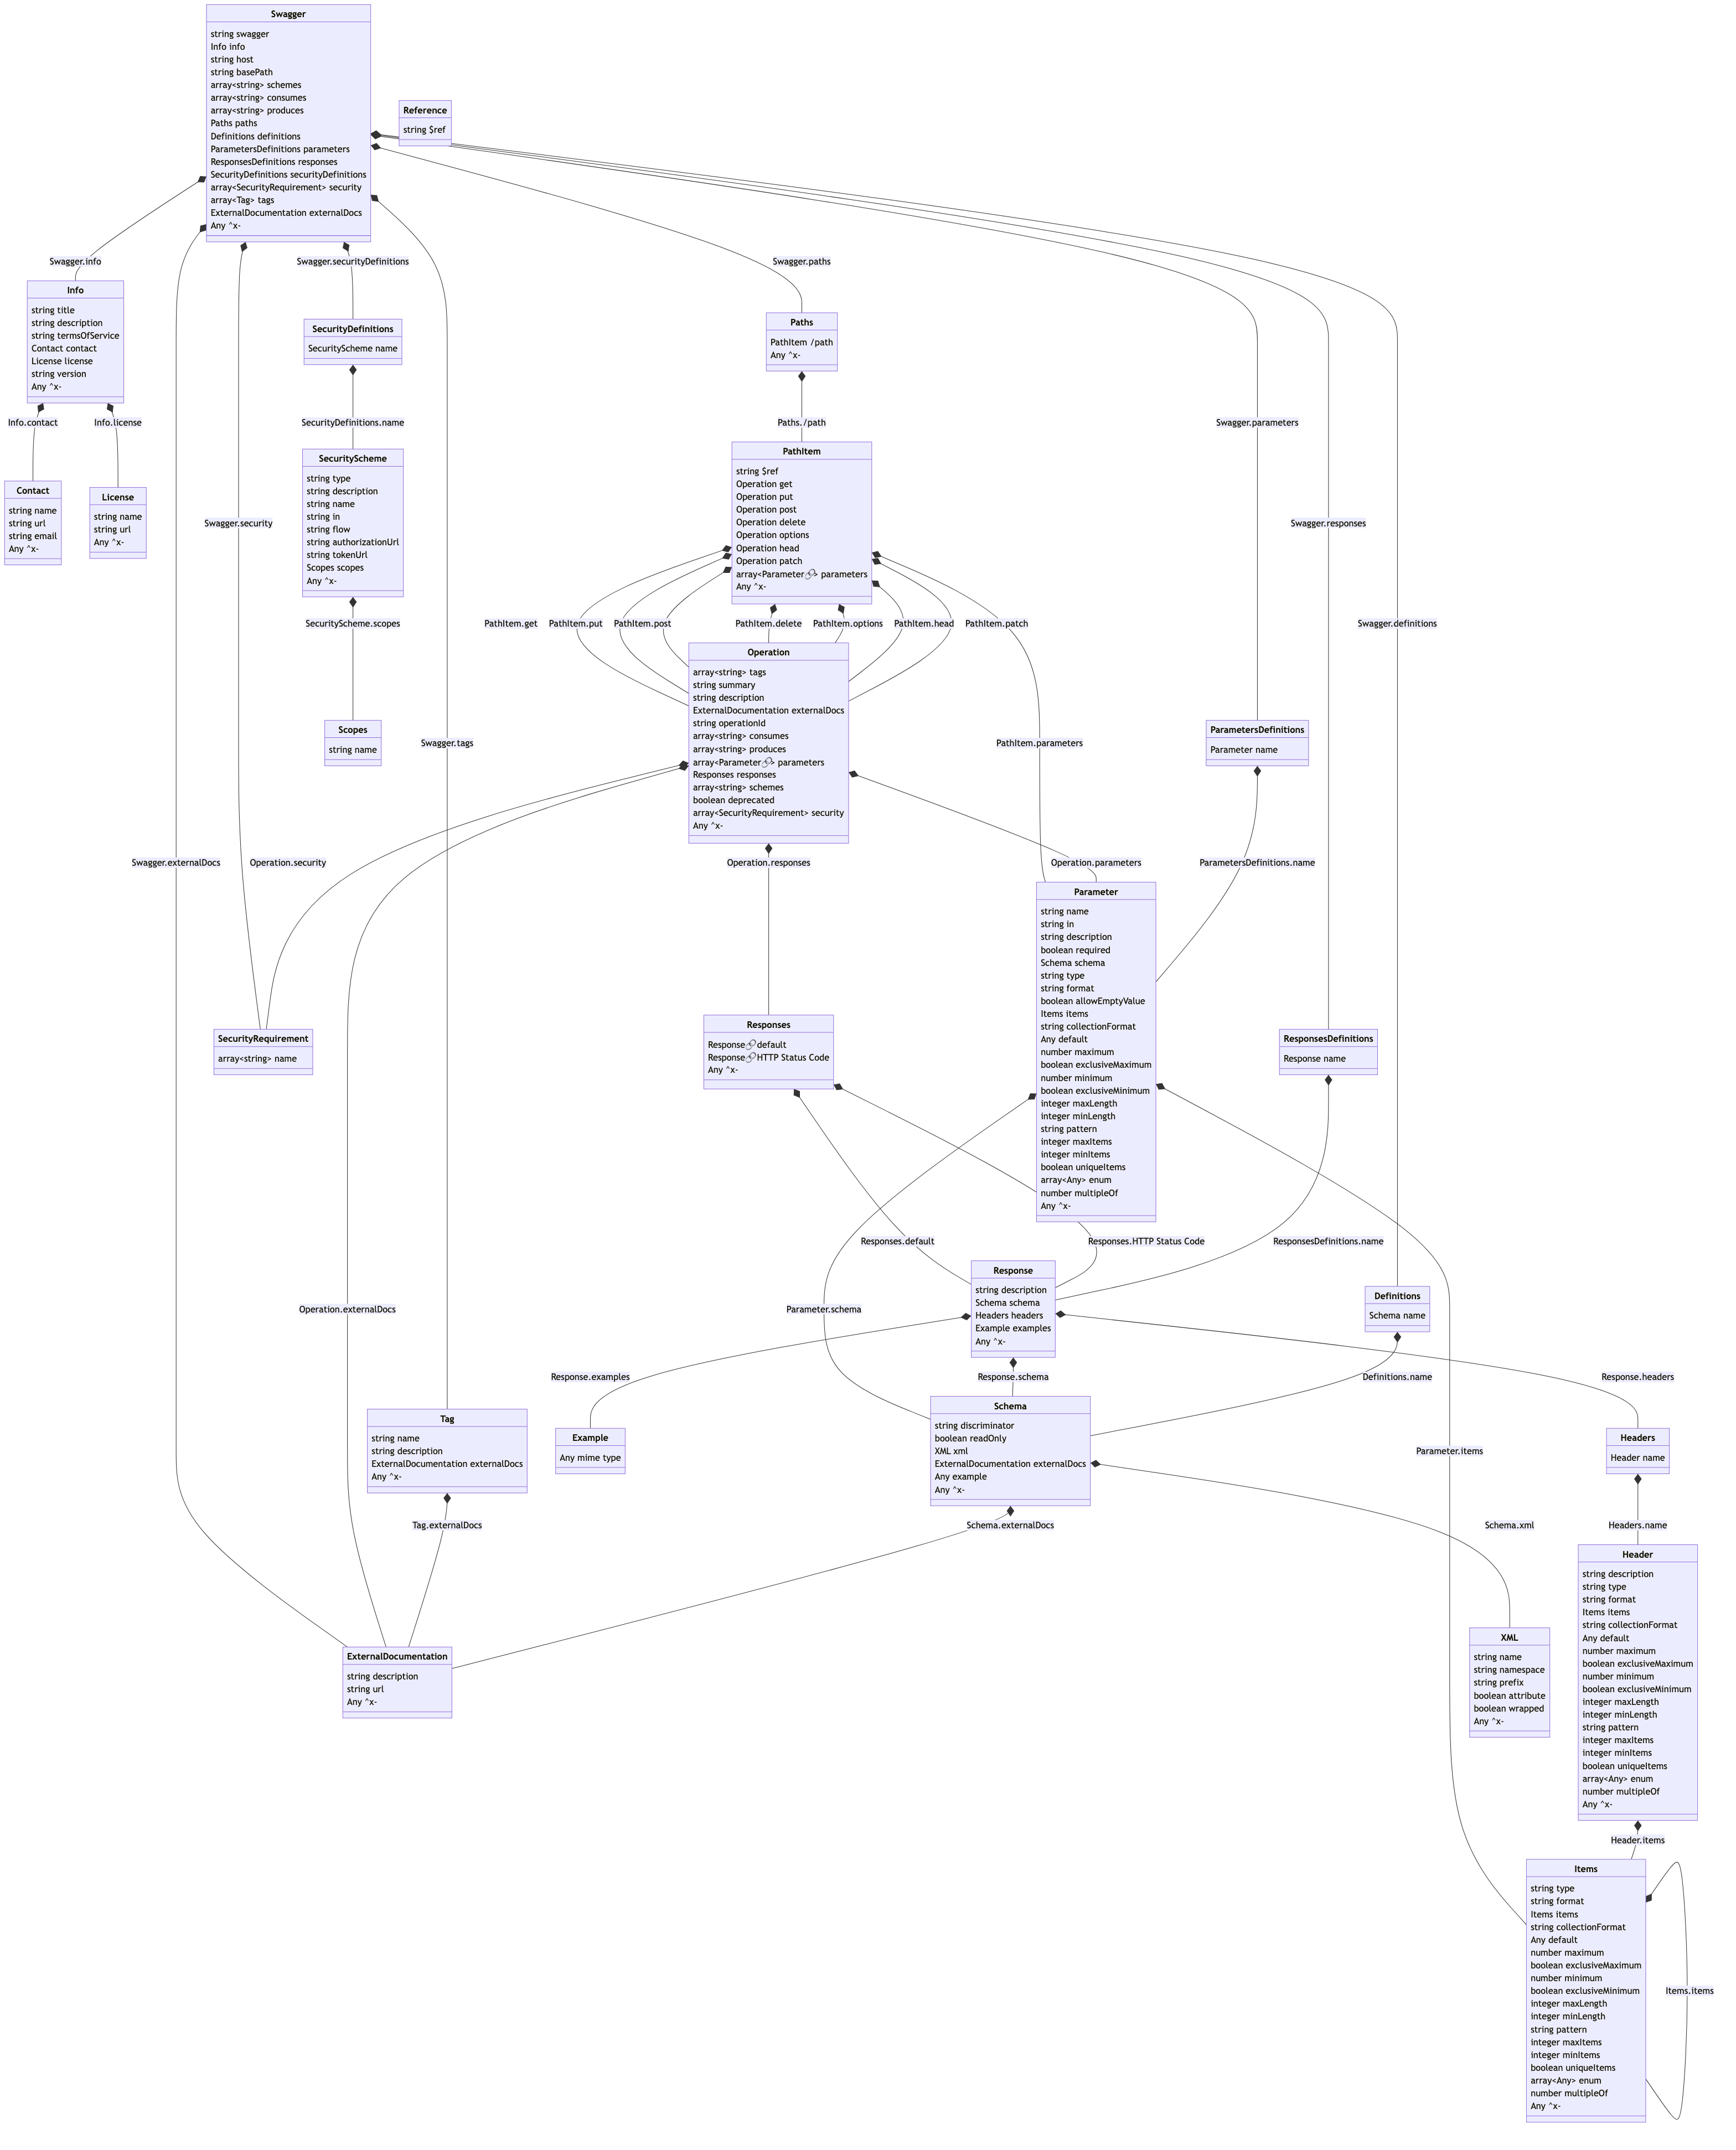 Swagger
string swagger
Info info
string host
string basePath
array<string> schemes
array<string> consumes
array<string> produces
Paths paths
Definitions definitions
ParametersDefinitions parameters
ResponsesDefinitions responses
SecurityDefinitions securityDefinitions
array<SecurityRequirement> security
array<Tag> tags
ExternalDocumentation externalDocs
Any ^x-
Reference
string $ref
Swagger.info
Swagger.securityDefinitions
Swagger.paths
Info
string title
string description
string termsOfService
Contact contact
License license
string version
Any ^x-
SecurityDefinitions
SecurityScheme name
Paths
PathItem /path
Any ^x-
Info.contact
Info.license
SecurityDefinitions.name
Paths./path
Swagger.parameters
Contact
string name
string url
string email
Any ^x-
License
string name
string url
Any ^x-
Swagger.security
SecurityScheme
string type
string description
string name
string in
string flow
string authorizationUrl
string tokenUrl
Scopes scopes
Any ^x-
PathItem
string $ref
Operation get
Operation put
Operation post
Operation delete
Operation options
Operation head
Operation patch
array<Parameter🔗> parameters
Any ^x-
Swagger.responses
SecurityScheme.scopes
PathItem.get
PathItem.put
PathItem.post
PathItem.delete
PathItem.options
PathItem.head
PathItem.patch
Swagger.definitions
Scopes
string name
Swagger.tags
Operation
array<string> tags
string summary
string description
ExternalDocumentation externalDocs
string operationId
array<string> consumes
array<string> produces
array<Parameter🔗> parameters
Responses responses
array<string> schemes
boolean deprecated
array<SecurityRequirement> security
Any ^x-
PathItem.parameters
ParametersDefinitions
Parameter name
Swagger.externalDocs
Operation.security
Operation.responses
Operation.parameters
ParametersDefinitions.name
SecurityRequirement
array<string> name
Responses
Response🔗 default
Response🔗 HTTP Status Code
Any ^x-
Parameter
string name
string in
string description
boolean required
Schema schema
string type
string format
boolean allowEmptyValue
Items items
string collectionFormat
Any default
number maximum
boolean exclusiveMaximum
number minimum
boolean exclusiveMinimum
integer maxLength
integer minLength
string pattern
integer maxItems
integer minItems
boolean uniqueItems
array<Any> enum
number multipleOf
Any ^x-
ResponsesDefinitions
Response name
Responses.default
Responses.HTTP Status Code
ResponsesDefinitions.name
Operation.externalDocs
Parameter.schema
Response
string description
Schema schema
Headers headers
Example examples
Any ^x-
Definitions
Schema name
Response.examples
Response.schema
Definitions.name
Response.headers
Tag
string name
string description
ExternalDocumentation externalDocs
Any ^x-
Example
Any mime type
Schema
string discriminator
boolean readOnly
XML xml
ExternalDocumentation externalDocs
Any example
Any ^x-
Parameter.items
Headers
Header name
Tag.externalDocs
Schema.externalDocs
Schema.xml
Headers.name
ExternalDocumentation
string description
string url
Any ^x-
XML
string name
string namespace
string prefix
boolean attribute
boolean wrapped
Any ^x-
Header
string description
string type
string format
Items items
string collectionFormat
Any default
number maximum
boolean exclusiveMaximum
number minimum
boolean exclusiveMinimum
integer maxLength
integer minLength
string pattern
integer maxItems
integer minItems
boolean uniqueItems
array<Any> enum
number multipleOf
Any ^x-
Header.items
Items
string type
string format
Items items
string collectionFormat
Any default
number maximum
boolean exclusiveMaximum
number minimum
boolean exclusiveMinimum
integer maxLength
integer minLength
string pattern
integer maxItems
integer minItems
boolean uniqueItems
array<Any> enum
number multipleOf
Any ^x-
Items.items